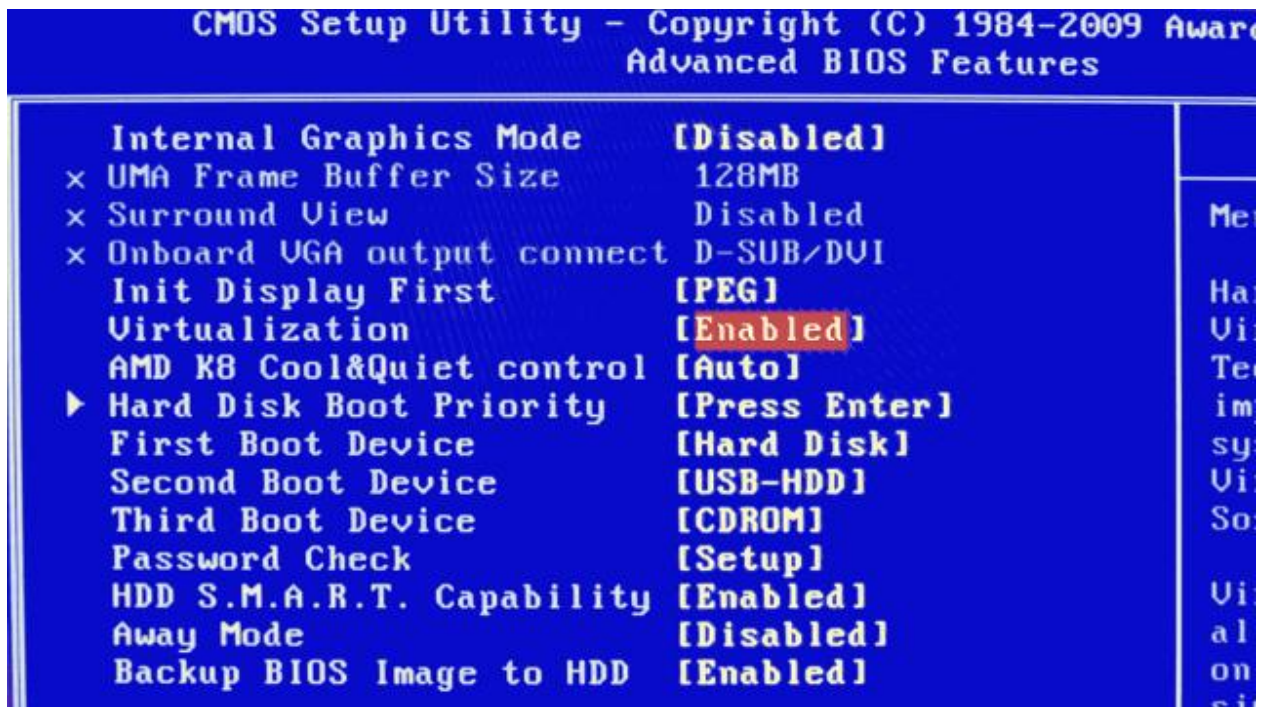 CMOS Setup Utility - Copyright (C) 1984-2009 Award
Advanced BIOS Features
Internal Graphics Mode [Disabled]
x UMA Frame Buffer Size 128MB
x Surround View Disabled
x Onboard VGA output connect D-SUB/DVI
Init Display First [PEG]
Virtualization [Enabled]
AMD K8 Cool&Quiet control [Auto]
▶ Hard Disk Boot Priority [Press Enter]
First Boot Device [Hard Disk]
Second Boot Device [USB-HDD]
Third Boot Device [CDROM]
Password Check [Setup]
HDD S.M.A.R.T. Capability [Enabled]
Away Mode [Disabled]
Backup BIOS Image to HDD [Enabled]